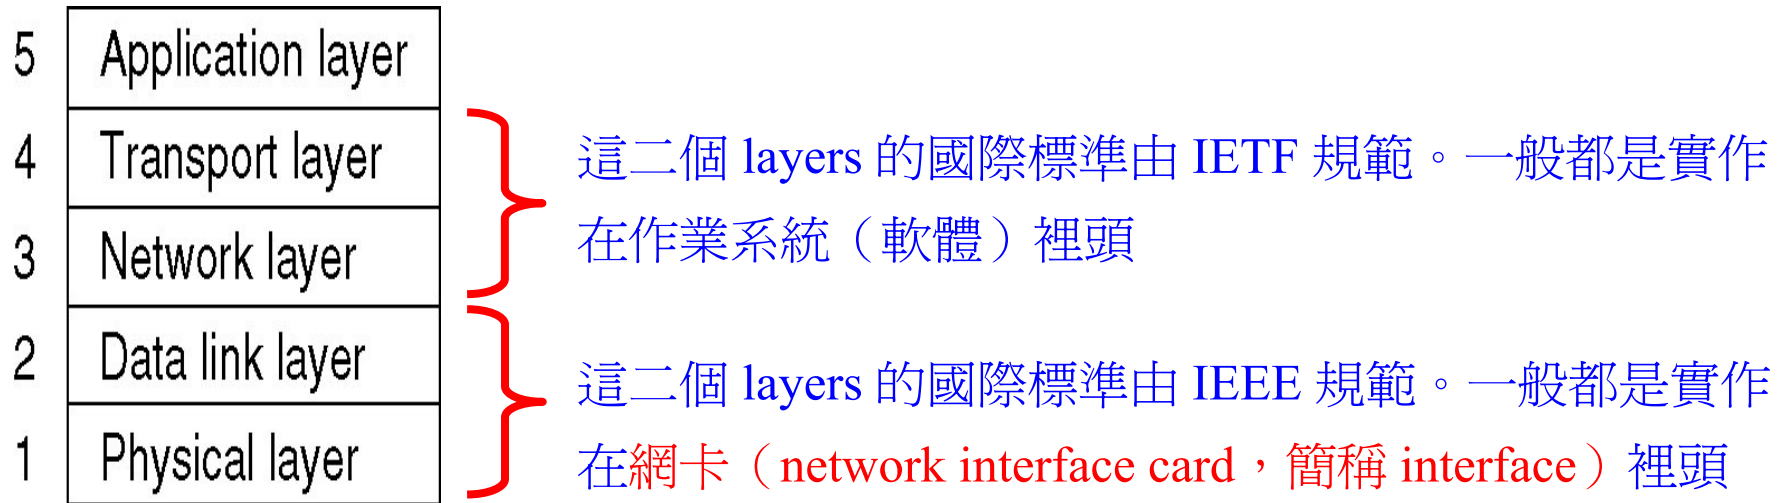 5 Application layer
4 Transport layer
3 Network layer
2 Data link layer
1 Physical layer
這二個 layers 的國際標準由 IETF 規範。一般都是實作
在作業系統（軟體）裡頭
這二個 layers 的國際標準由 IEEE 規範。一般都是實作
在網卡（network interface card，簡稱 interface）裡頭